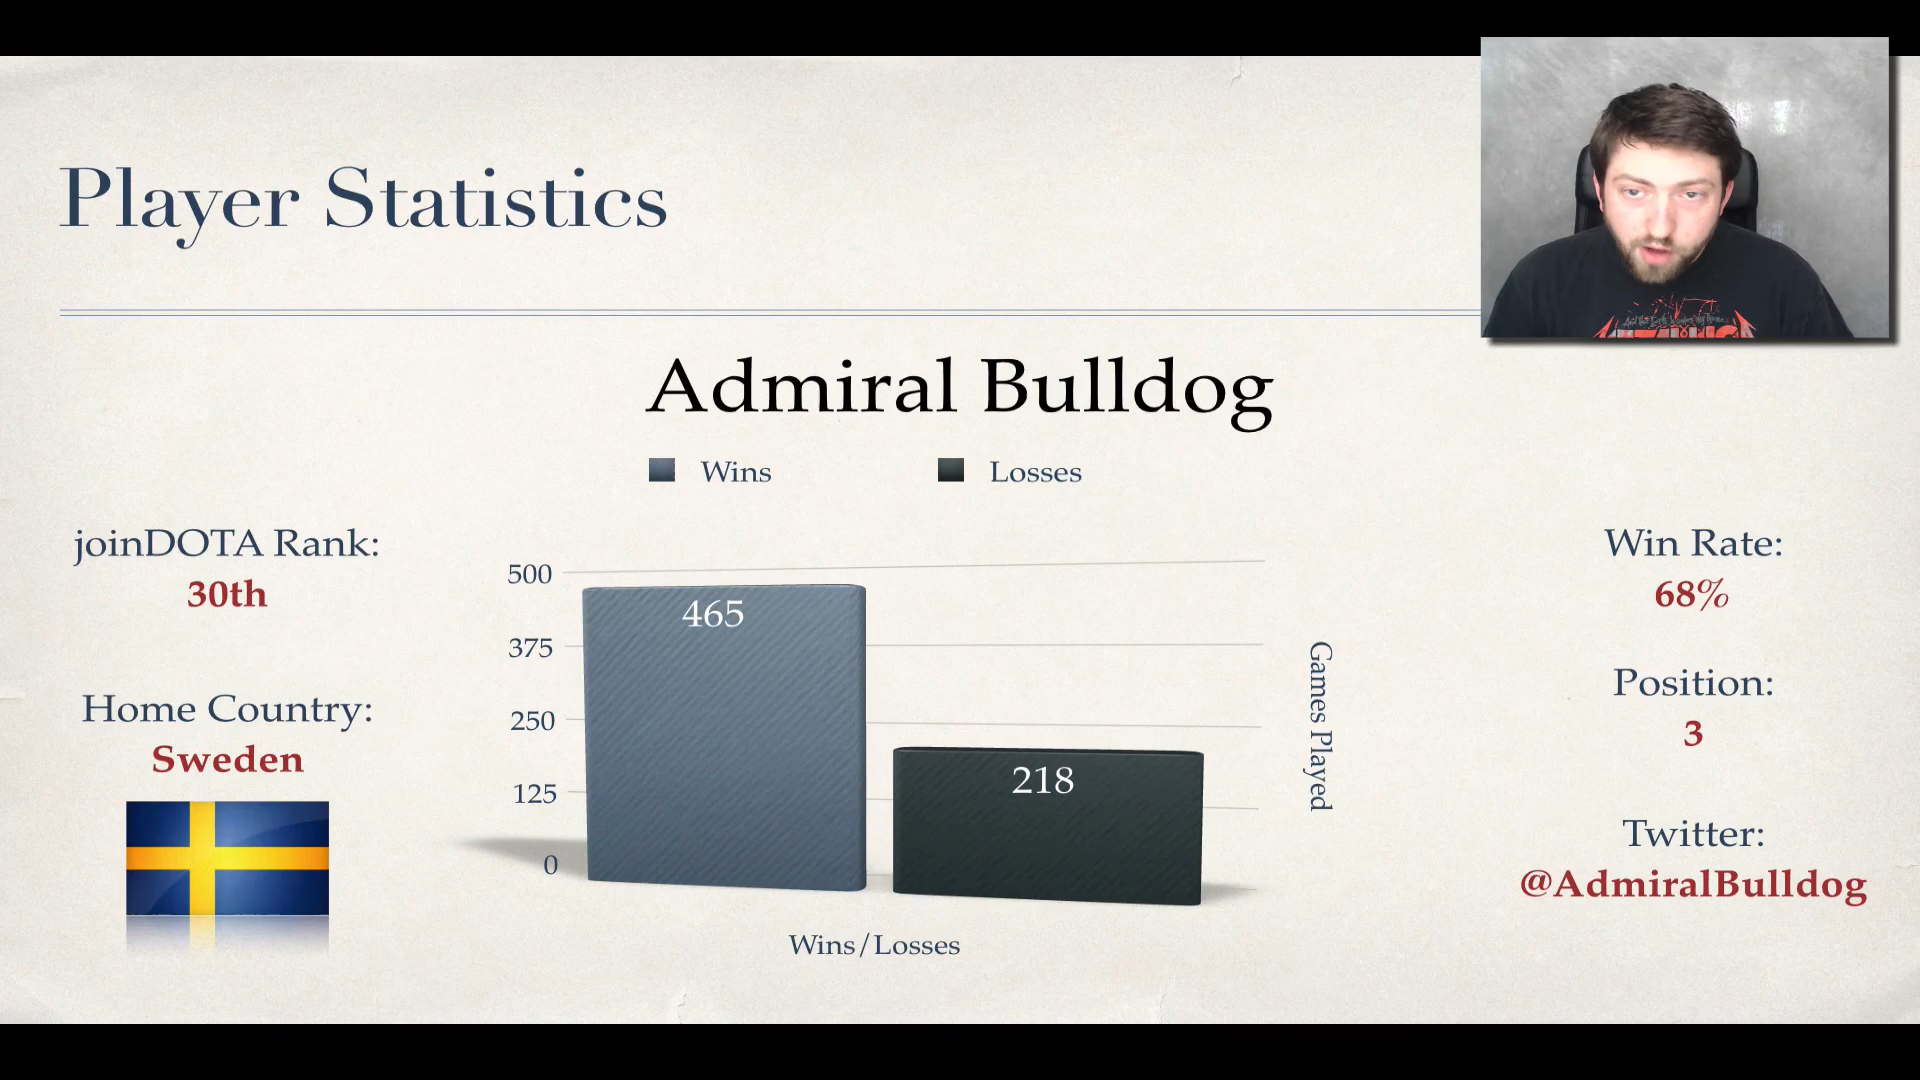 Player Statistics
Admiral Bulldog
Wins
Losses
joinDOTA Rank:
30th
Home Country:
Sweden
500
375
250
125
0
465
218
Games Played
Wins/Losses
Win Rate:
68%
Position:
3
Twitter:
@AdmiralBulldog